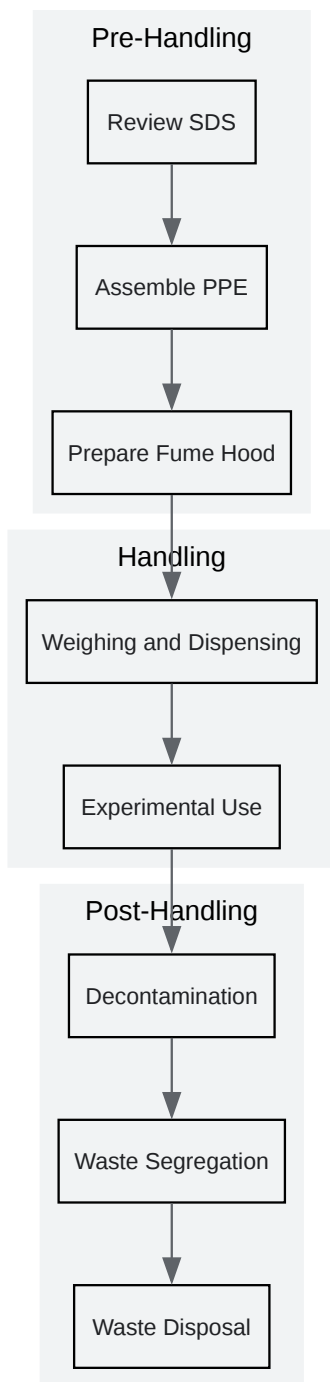 Pre-Handling
Review SDS
Assemble PPE
Prepare Fume Hood
Handling
Weighing and Dispensing
Experimental Use
Post-Handling
Decontamination
Waste Segregation
Waste Disposal